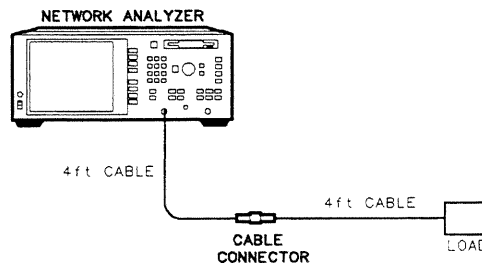 NETWORK ANALYZER
4ft CABLE
4ft CABLE
CABLE
CONNECTOR
LOAD